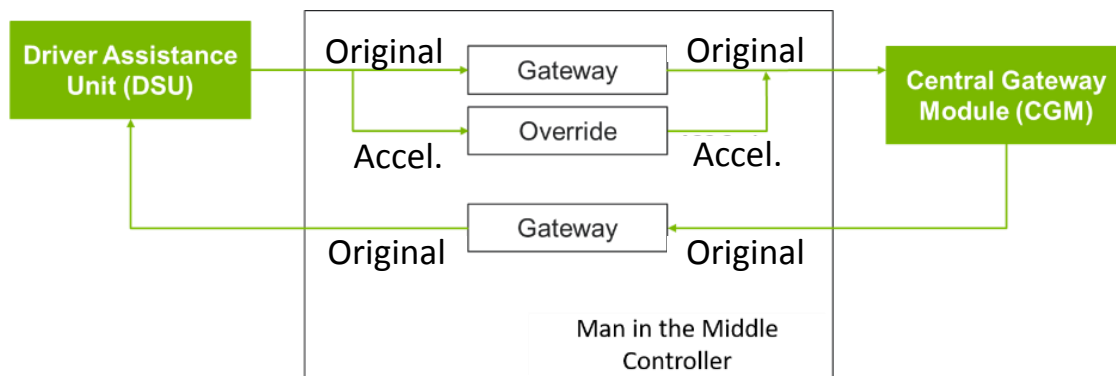 Driver Assistance
Unit (DSU)
Original
Gateway
Original
Central Gateway
Module (CGM)
Override
Accel.
Accel.
Gateway
Original
Original
Man in the Middle
Controller